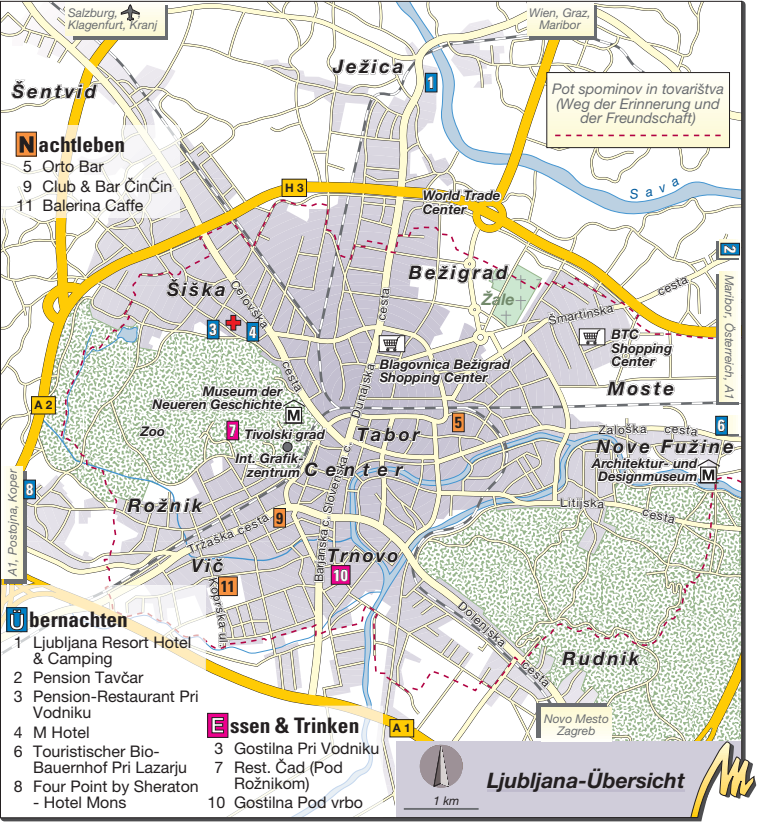 Salzburg,
Klagenfurt, Kranj
Wien, Graz,
Maribor
Ježica
1
Šentvid
Pot spominov in tovarištva
(Weg der Erinnerung und
der Freundschaft)
Nachtleben
5 Orto Bar
9 Club & Bar ČinČin
11 Balerina Caffe
H 3
World Trade
Center
Sava
2
Bežigrad
Šiška
Žale
cesta
Šmartinska
Celovška
cesta
cesta
Dunajska
Maribor, Österreich, A1
3
4
BTC
Shopping
Center
Blagovnica Bežigrad
Shopping Center
Moste
A 2
Museum der
Neueren Geschichte
M
5
6
7
Zoo
Tivolski grad
Tabor
Zaloška cesta
Nove Fužine
Int. Grafik-
zentrum
Center
Architektur- und
Designmuseum
M
8
A1, Postojna, Koper
Rožnik
Slovenska c.
Litijska
cesta
9
Tržaška cesta
Barjanska c.
Trnovo
Vič
10
11
Koprska ul.
Dolenjska
cesta
Rudnik
Übernachten
1 Ljubljana Resort Hotel
& Camping
2 Pension Tavčar
3 Pension-Restaurant Pri
Vodniku
4 M Hotel
6 Touristischer Bio-
Bauernhof Pri Lazarju
8 Four Point by Sheraton
- Hotel Mons
Essen & Trinken
3 Gostilna Pri Vodniku
7 Rest. Čad (Pod
Rožnikom)
10 Gostilna Pod vrbo
A 1
Novo Mesto
Zagreb
1 km
Ljubljana-Übersicht